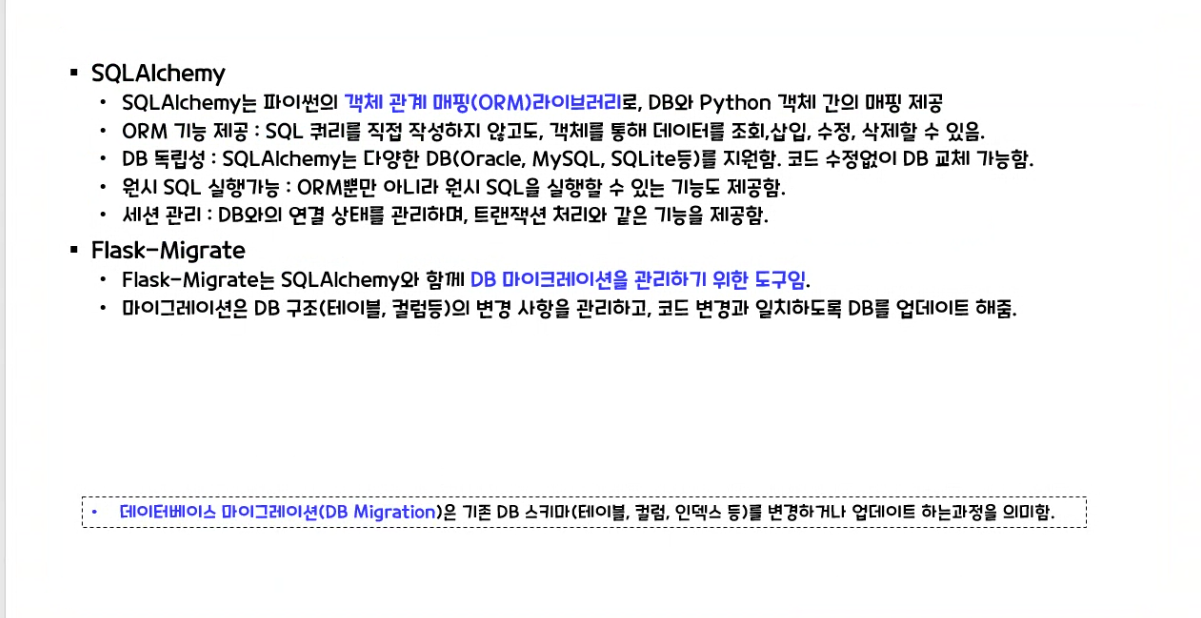 ▪ SQLAlchemy
• SQLAlchemy는 파이썬의 객체 관계 매핑(ORM)라이브러리로, DB와 Python 객체 간의 매핑 제공
• ORM 기능 제공 : SQL 쿼리를 직접 작성하지 않고도, 객체를 통해 데이터를 조회,삽입, 수정, 삭제할 수 있음.
• DB 독립성 : SQLAlchemy는 다양한 DB(Oracle, MySQL, SQLite등)를 지원함. 코드 수정없이 DB 교체 가능함.
• 원시 SQL 실행가능 : ORM뿐만 아니라 원시 SQL을 실행할 수 있는 기능도 제공함.
• 세션 관리 : DB와의 연결 상태를 관리하며, 트랜잭션 처리와 같은 기능을 제공함.
▪ Flask-Migrate
• Flask-Migrate는 SQLAlchemy와 함께 DB 마이크레이션을 관리하기 위한 도구임.
• 마이그레이션은 DB 구조(테이블, 컬럼등)의 변경 사항을 관리하고, 코드 변경과 일치하도록 DB를 업데이트 해줌.
• 데이터베이스 마이그레이션(DB Migration)은 기존 DB 스키마(테이블, 컬럼, 인덱스 등)를 변경하거나 업데이트 하는과정을 의미함.